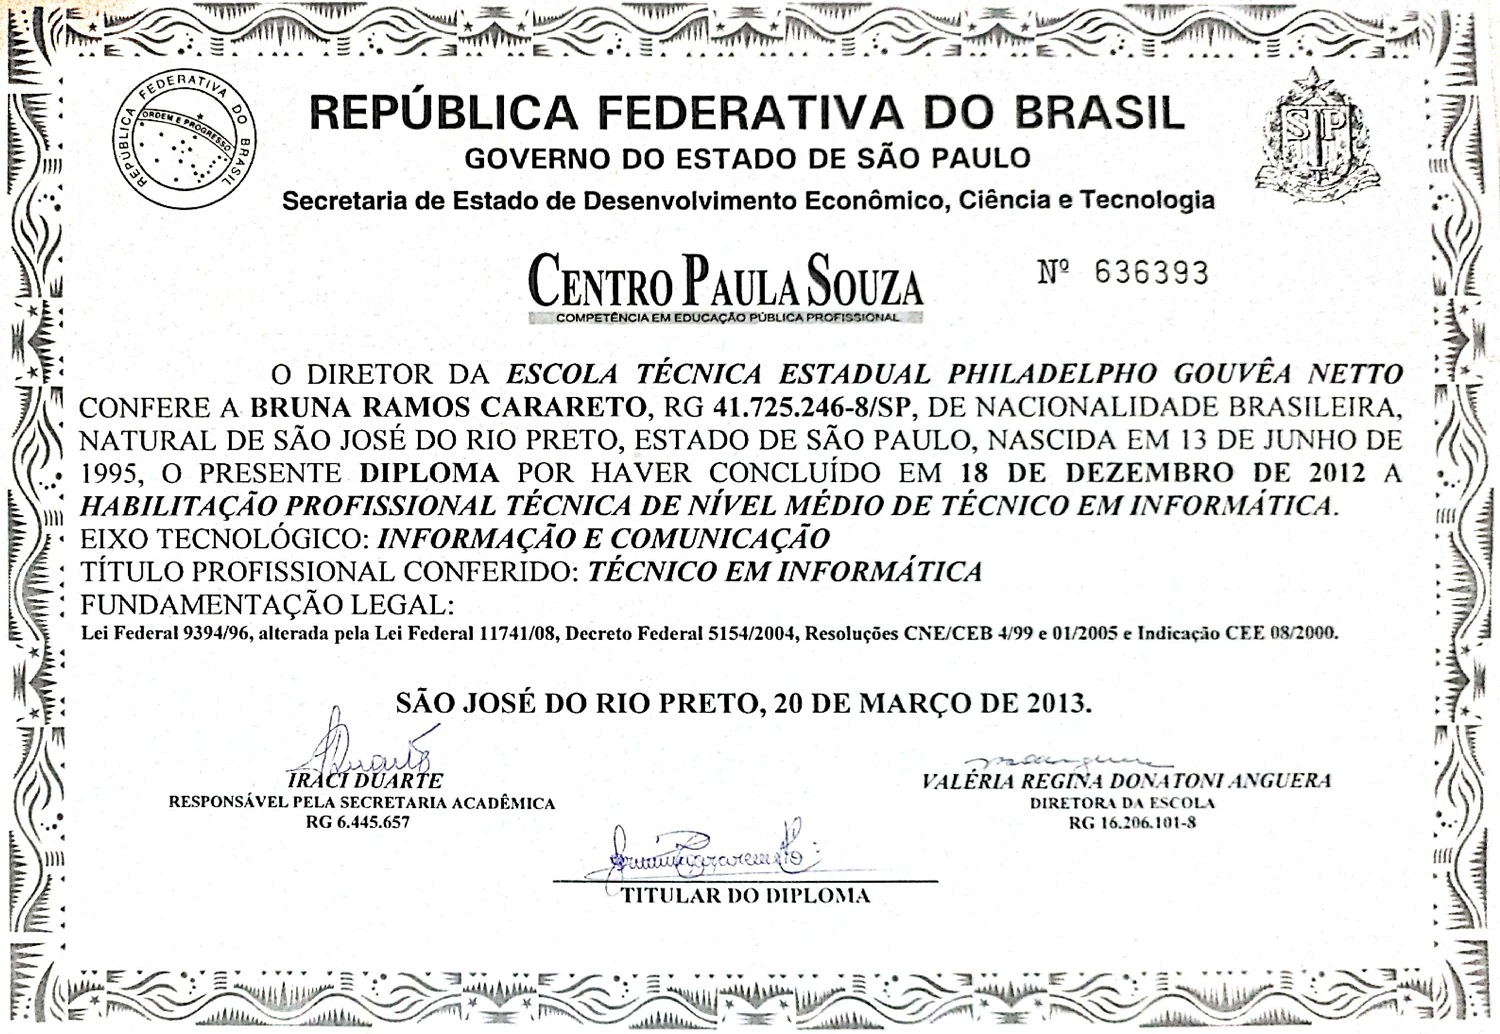 REPÚBLICA FEDERATIVA DO BRASIL
ORDEM E PROGRESSO
SP
REPÚBLICA FEDERATIVA DO BRASIL
GOVERNO DO ESTADO DE SÃO PAULO
Secretaria de Estado de Desenvolvimento Econômico, Ciência e Tecnologia
CENTRO PAULA SOUZA
COMPETÊNCIA EM EDUCAÇÃO PÚBLICA PROFISSIONAL
Nº 636393
O DIRETOR DA ESCOLA TÉCNICA ESTADUAL PHILADELPHO GOUVÊA NETTO
CONFERE A BRUNA RAMOS CARARETO, RG 41.725.246-8/SP, DE NACIONALIDADE BRASILEIRA,
NATURAL DE SÃO JOSÉ DO RIO PRETO, ESTADO DE SÃO PAULO, NASCIDA EM 13 DE JUNHO DE
1995, O PRESENTE DIPLOMA POR HAVER CONCLUÍDO EM 18 DE DEZEMBRO DE 2012 A
HABILITAÇÃO PROFISSIONAL TÉCNICA DE NÍVEL MÉDIO DE TÉCNICO EM INFORMÁTICA.
EIXO TECNOLÓGICO: INFORMAÇÃO E COMUNICAÇÃO
TÍTULO PROFISSIONAL CONFERIDO: TÉCNICO EM INFORMÁTICA
FUNDAMENTAÇÃO LEGAL:
Lei Federal 9394/96, alterada pela Lei Federal 11741/08, Decreto Federal 5154/2004, Resoluções CNE/CEB 4/99 e 01/2005 e Indicação CEE 08/2000.
SÃO JOSÉ DO RIO PRETO, 20 DE MARÇO DE 2013.
IRACI DUARTE
RESPONSÁVEL PELA SECRETARIA ACADÊMICA
RG 6.445.657
VALÉRIA REGINA DONATONI ANGUERA
DIRETORA DA ESCOLA
RG 16.206.101-8
TITULAR DO DIPLOMA